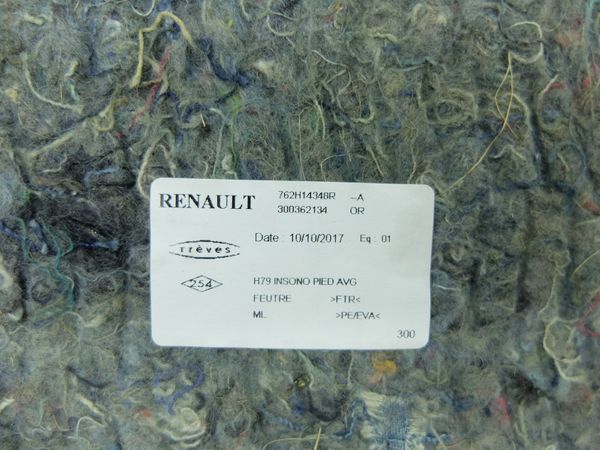 RENAULT 762H14348R --A
300362134 OR
Date : 10/10/2017 Eq : 01
Trèves
254 H79 INSONO PIED AVG
FEUTRE >FTR<
ML >PE/EVA<
300